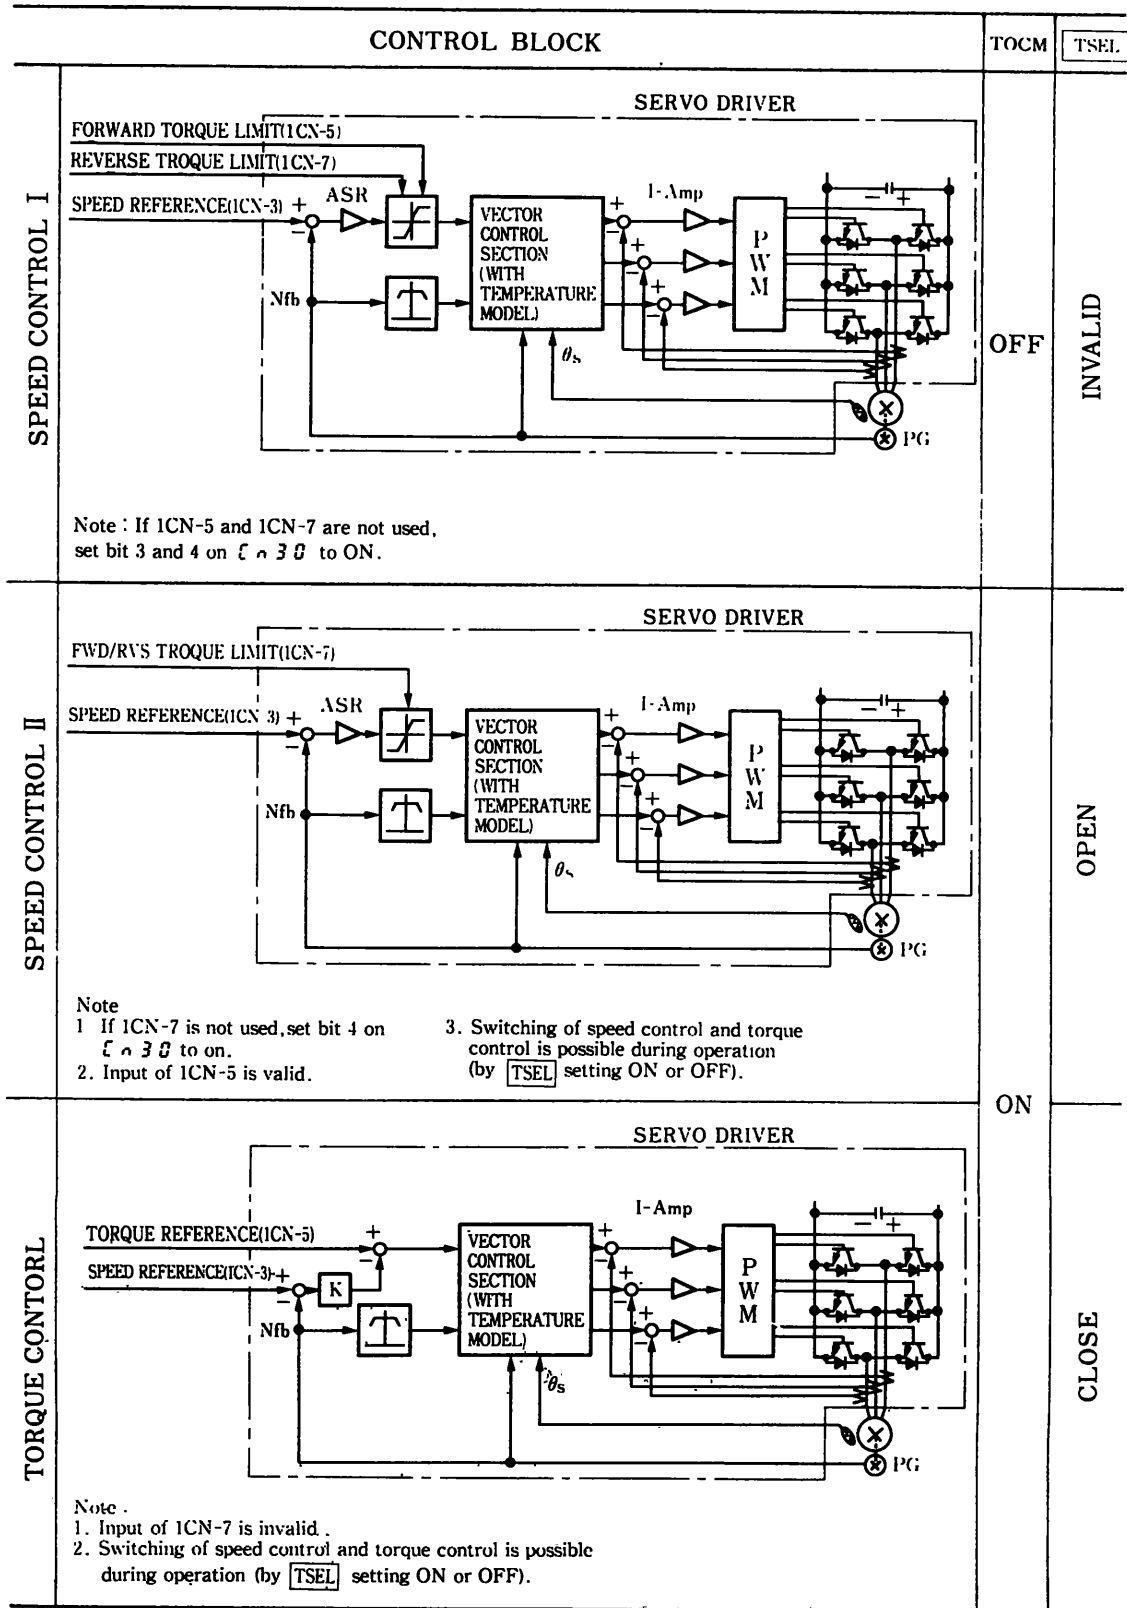 CONTROL BLOCK
TOCM
TSEL
SPEED CONTROL I
SERVO DRIVER
FORWARD TORQUE LIMIT(1CN-5)
REVERSE TROQUE LIMIT(1CN-7)
SPEED REFERENCE(1CN-3)
+
−
ASR
Nfb
VECTOR
CONTROL
SECTION
(WITH
TEMPERATURE
MODEL)
θs
I-Amp
+
−
+
−
+
−
P
W
M
− +
PG
OFF
INVALID
Note : If 1CN-5 and 1CN-7 are not used,
set bit 3 and 4 on Cn30 to ON.
SPEED CONTROL II
SERVO DRIVER
FWD/RVS TROQUE LIMIT(1CN-7)
SPEED REFERENCE(1CN 3)
+
−
ASR
Nfb
VECTOR
CONTROL
SECTION
(WITH
TEMPERATURE
MODEL)
θs
I-Amp
+
−
+
−
+
−
P
W
M
− +
PG
OPEN
Note
1 If 1CN-7 is not used, set bit 4 on
Cn30 to on.
2. Input of 1CN-5 is valid.
3. Switching of speed control and torque
control is possible during operation
(by TSEL setting ON or OFF).
ON
TORQUE CONTORL
SERVO DRIVER
TORQUE REFERENCE(1CN-5)
SPEED REFERENCE(1CN-3)
+
−
+
−
K
Nfb
VECTOR
CONTROL
SECTION
(WITH
TEMPERATURE
MODEL)
θs
I-Amp
+
−
+
−
+
−
P
W
M
− +
PG
CLOSE
Note .
1. Input of 1CN-7 is invalid.
2. Switching of speed control and torque control is possible
during operation (by TSEL setting ON or OFF).